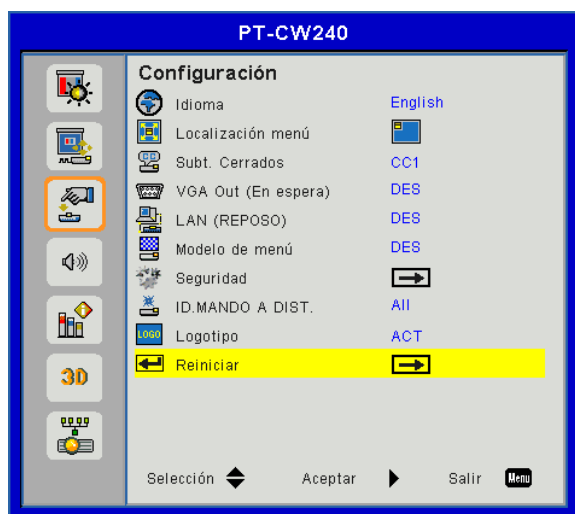 PT-CW240
Configuración
Idioma English
Localización menú
Subt. Cerrados CC1
VGA Out (En espera) DES
LAN (REPOSO) DES
Modelo de menú DES
Seguridad
ID.MANDO A DIST. All
LOGO Logotipo ACT
Reiniciar
3D
Selección Aceptar Salir Menu